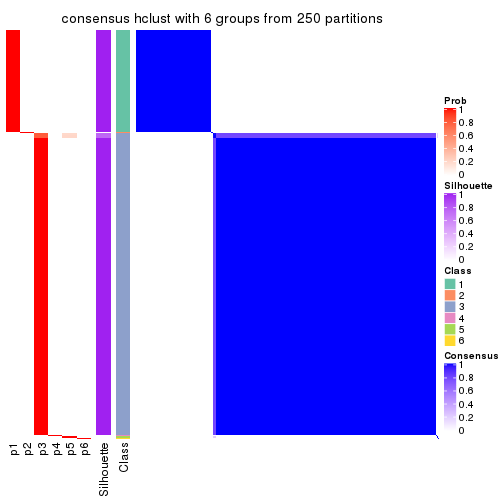 consensus hclust with 6 groups from 250 partitions
Prob
1
0.8
0.6
0.4
0.2
0
Silhouette
1
0.8
0.6
0.4
0.2
0
Class
1
2
3
4
5
6
Consensus
1
0.8
0.6
0.4
0.2
0
p1
p2
p3
p4
p5
p6
Silhouette
Class